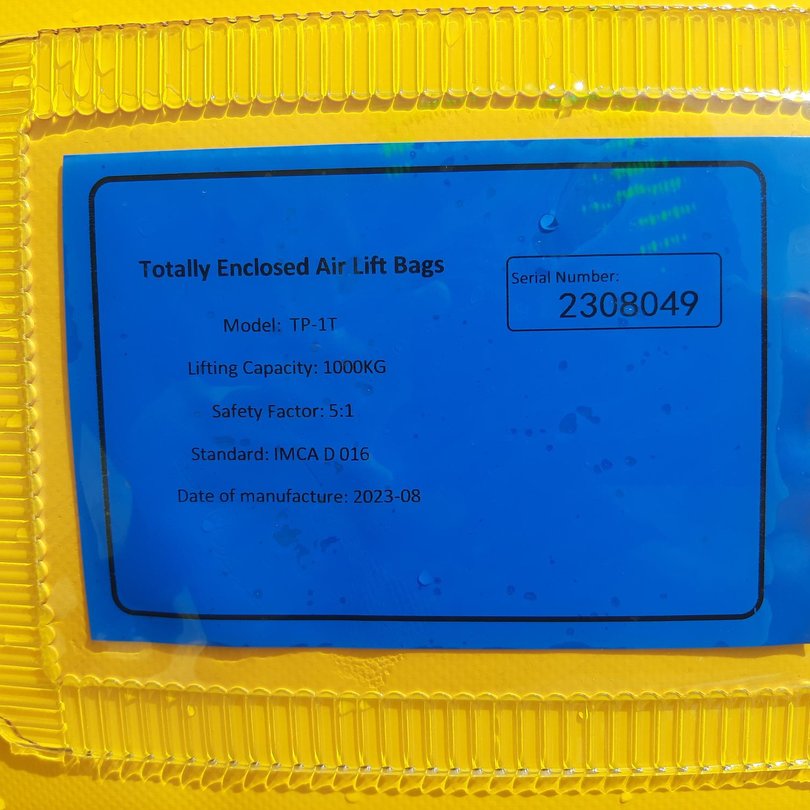 Totally Enclosed Air Lift Bags
Serial Number:
2308049
Model: TP-1T
Lifting Capacity: 1000KG
Safety Factor: 5:1
Standard: IMCA D 016
Date of manufacture: 2023-08